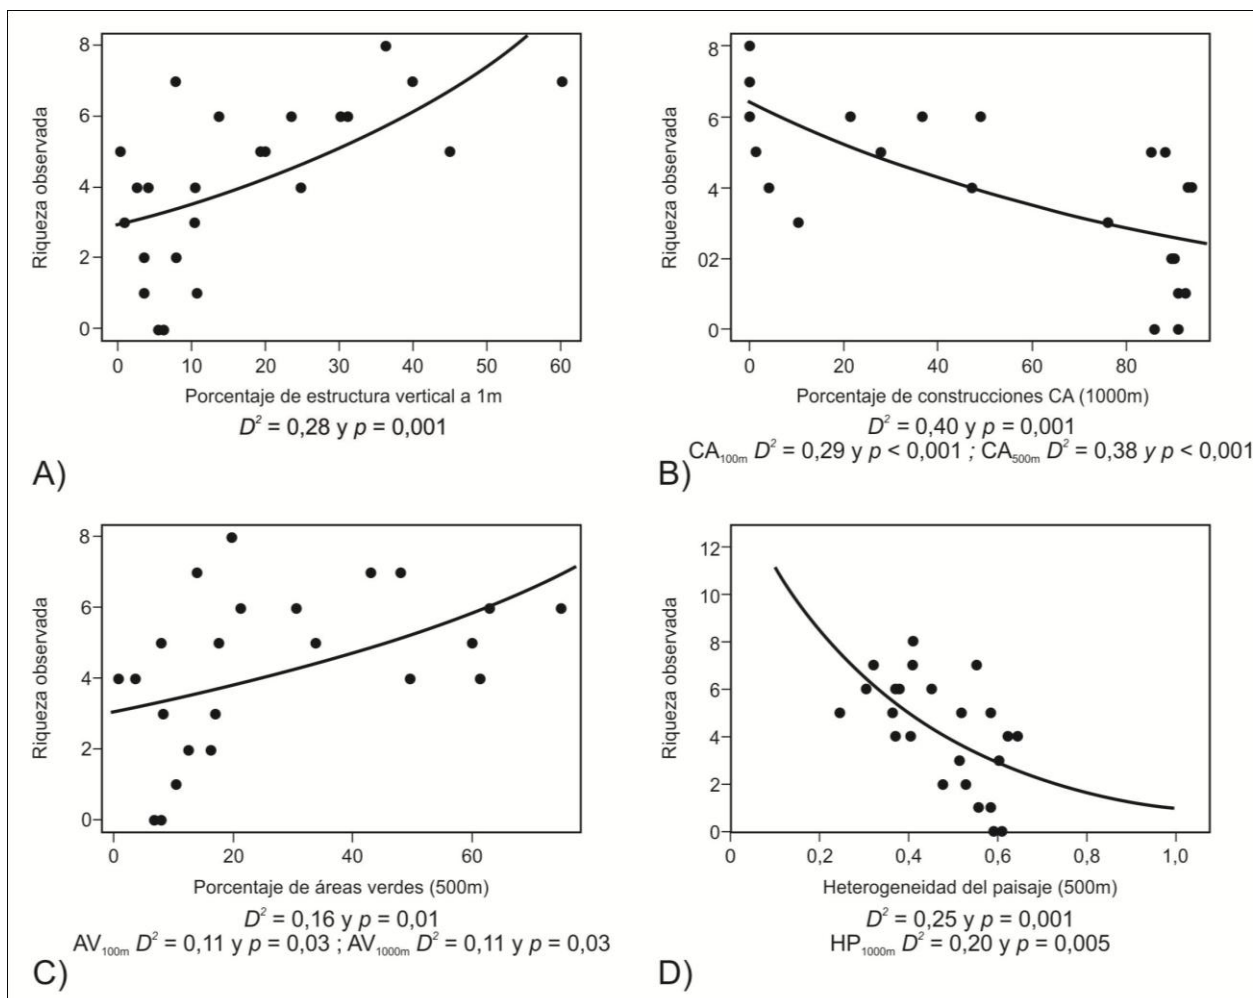 8
6
4
2
0
Riqueza observada
0 10 20 30 40 50 60
Porcentaje de estructura vertical a 1m
D² = 0,28 y p = 0,001
A)
8
6
4
02
0
Riqueza observada
0 20 40 60 80
Porcentaje de construcciones CA (1000m)
D² = 0,40 y p = 0,001
CA100m D² = 0,29 y p < 0,001 ; CA500m D² = 0,38 y p < 0,001
B)
8
6
4
2
0
Riqueza observada
0 20 40 60
Porcentaje de áreas verdes (500m)
D² = 0,16 y p = 0,01
AV100m D² = 0,11 y p = 0,03 ; AV1000m D² = 0,11 y p = 0,03
C)
12
10
8
6
4
2
0
Riqueza observada
0 0,2 0,4 0,6 0,8 1,0
Heterogeneidad del paisaje (500m)
D² = 0,25 y p = 0,001
HP1000m D² = 0,20 y p = 0,005
D)